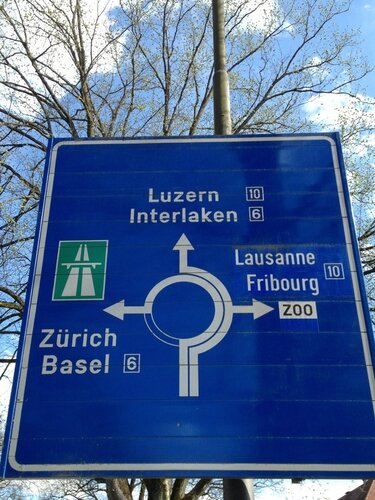 Luzern 10
Interlaken 6
Lausanne
Fribourg 10
ZOO
Zürich
Basel 6